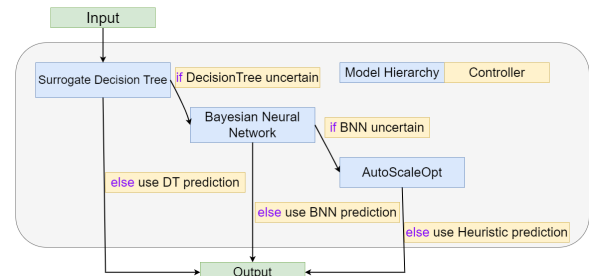 Input
Surrogate Decision Tree
if DecisionTree uncertain
Model Hierarchy
Controller
Bayesian Neural
Network
if BNN uncertain
AutoScaleOpt
else use DT prediction
else use BNN prediction
else use Heuristic prediction
Output